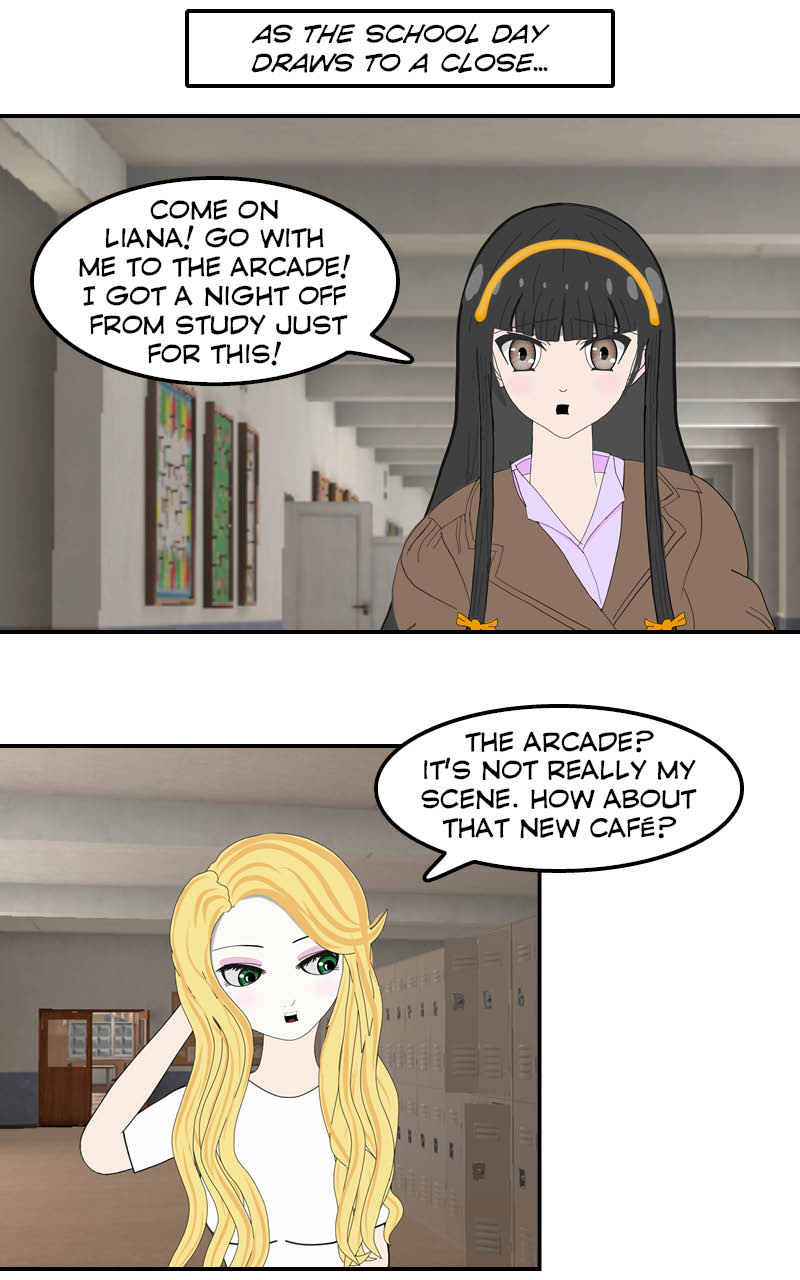 AS THE SCHOOL DAY
DRAWS TO A CLOSE...
COME ON
LIANA! GO WITH
ME TO THE ARCADE!
I GOT A NIGHT OFF
FROM STUDY JUST
FOR THIS!
THE ARCADE?
IT'S NOT REALLY MY
SCENE. HOW ABOUT
THAT NEW CAFÉ?